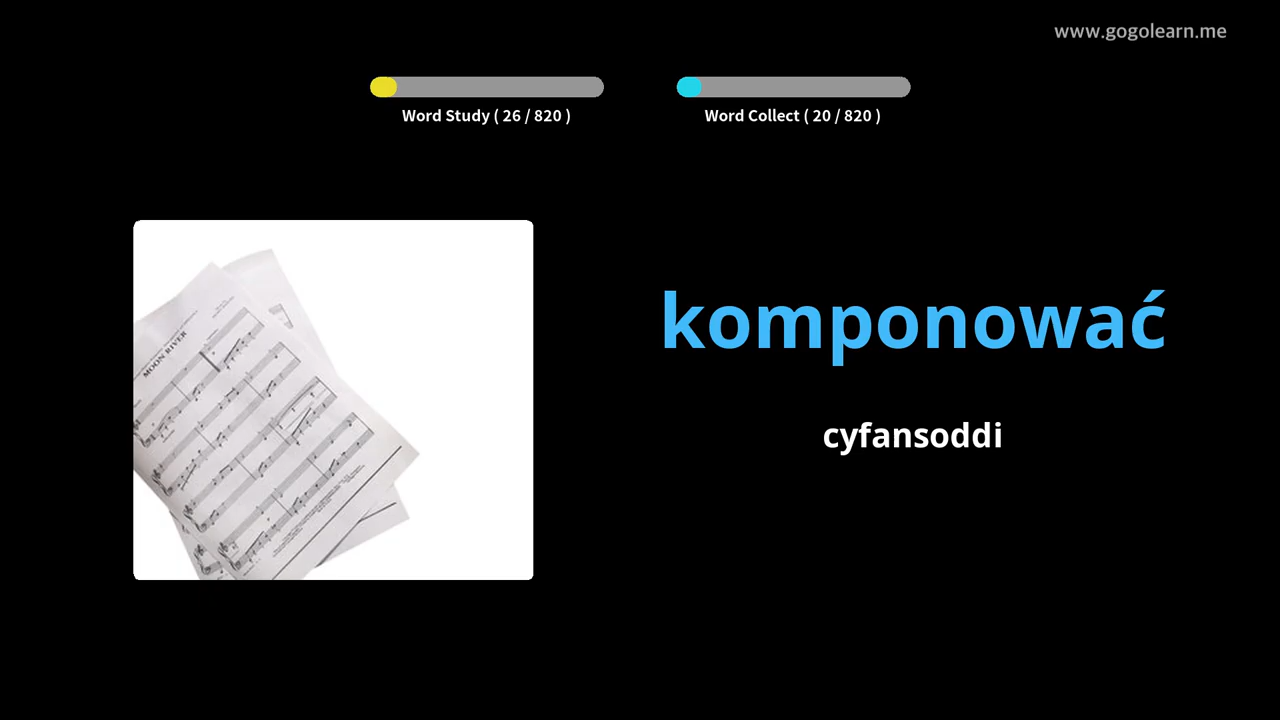 www.gogolearn.me
Word Study ( 26 / 820 )
Word Collect ( 20 / 820 )
MOON RIVER
komponować
cyfansoddi